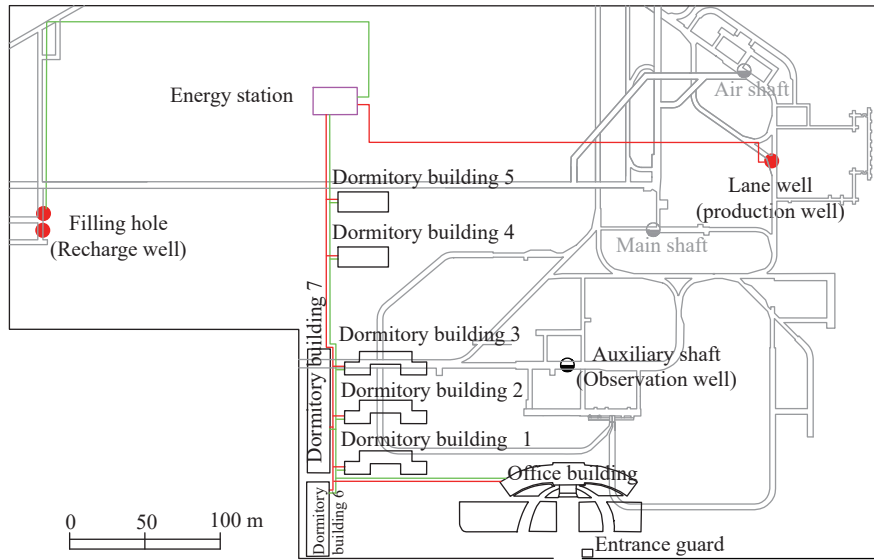 Energy station
Air shaft
Dormitory building 5
Lane well
(production well)
Filling hole
(Recharge well)
Dormitory building 4
Main shaft
Dormitory building 7
Dormitory building 3
Auxiliary shaft
(Observation well)
Dormitory building 2
Dormitory building 1
Office building
Dormitory
building 6
0 50 100 m
Entrance guard